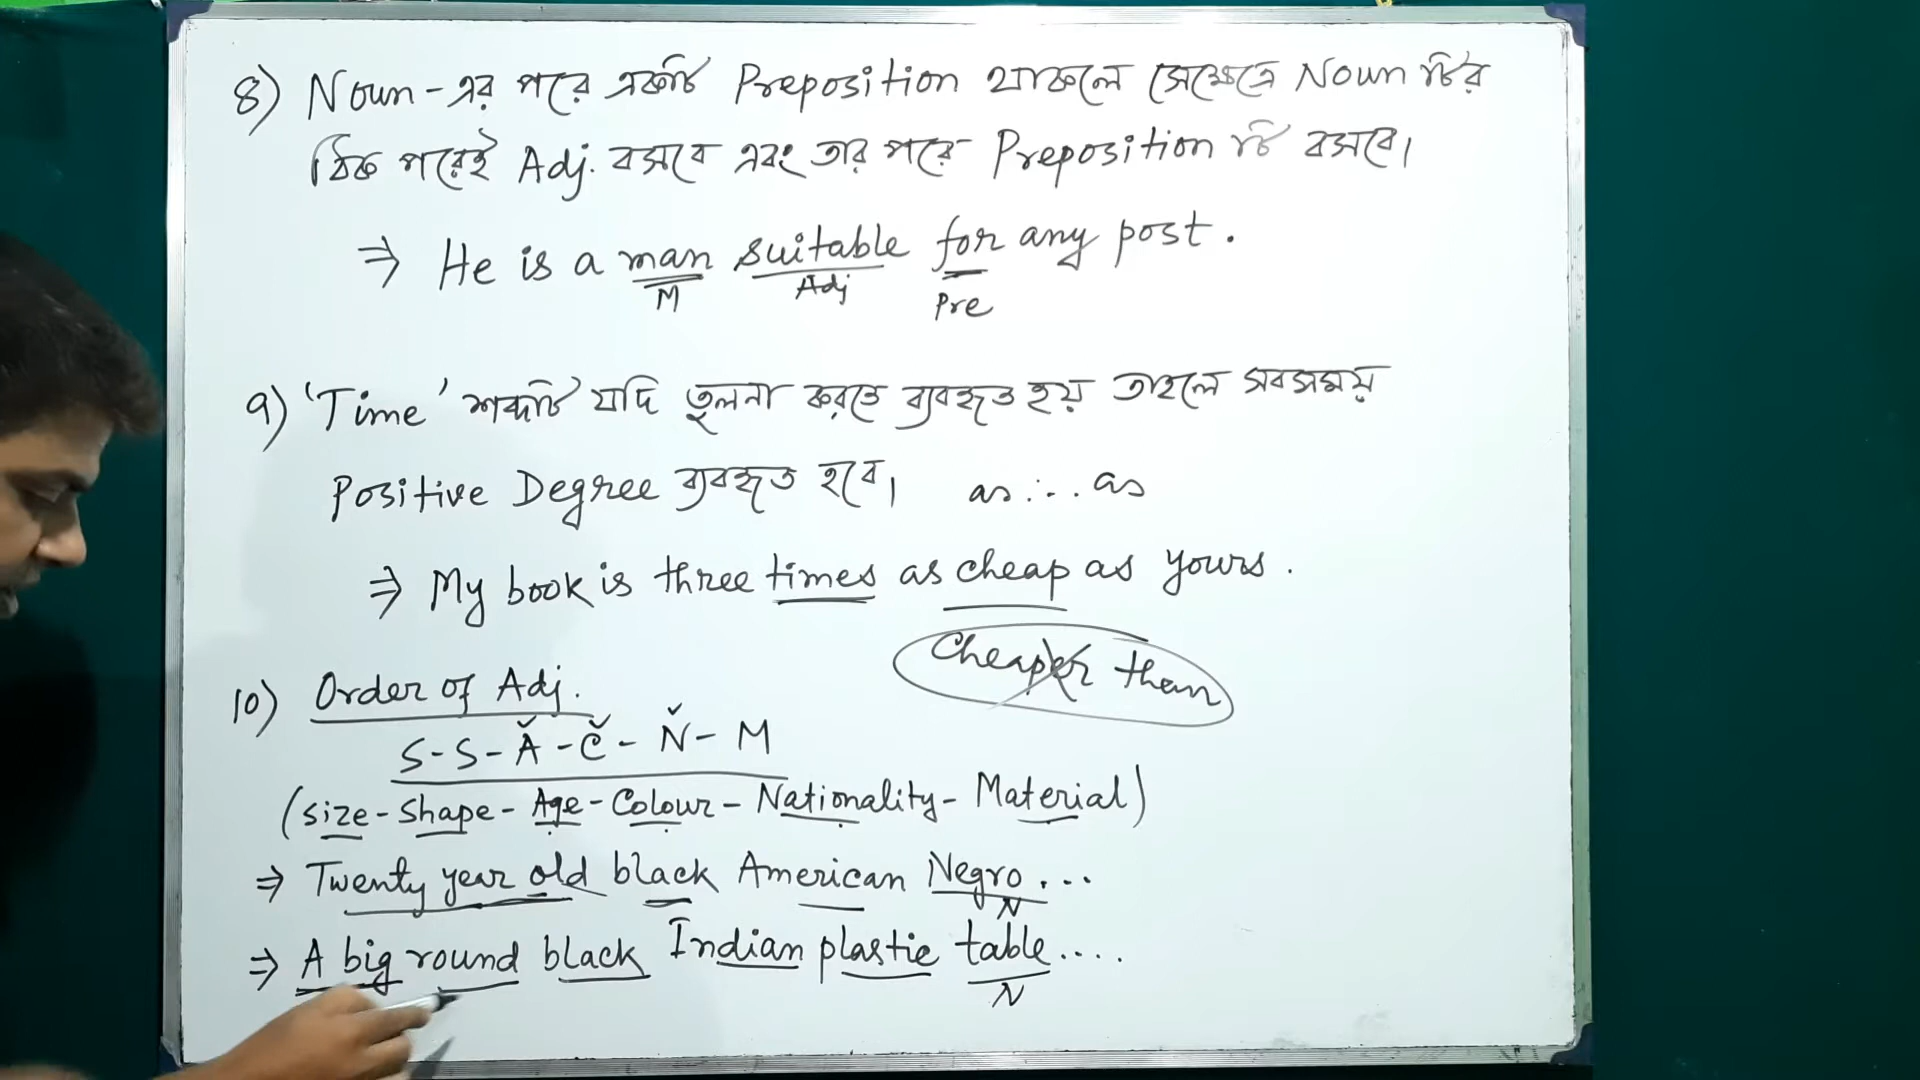 8) Noun-এর পরে একটি Preposition থাকলে সেক্ষেত্রে Noun টির
ঠিক পরেই Adj. বসবে এবং তার পরে Preposition টি বসবে।
⇒ He is a man suitable for any post.
M Adj Pre
9) 'Time' শব্দটি যদি তুলনা করতে ব্যবহৃত হয় তাহলে সবসময়
Positive Degree ব্যবহৃত হবে। as ... as
⇒ My book is three times as cheap as yours.
Cheaper than
10) Order of Adj.
S-S-A-C-N-M
(size-shape-Age-Colour-Nationality-Material)
⇒ Twenty year old black American Negro...
N
⇒ A big round black Indian plastic table....
N